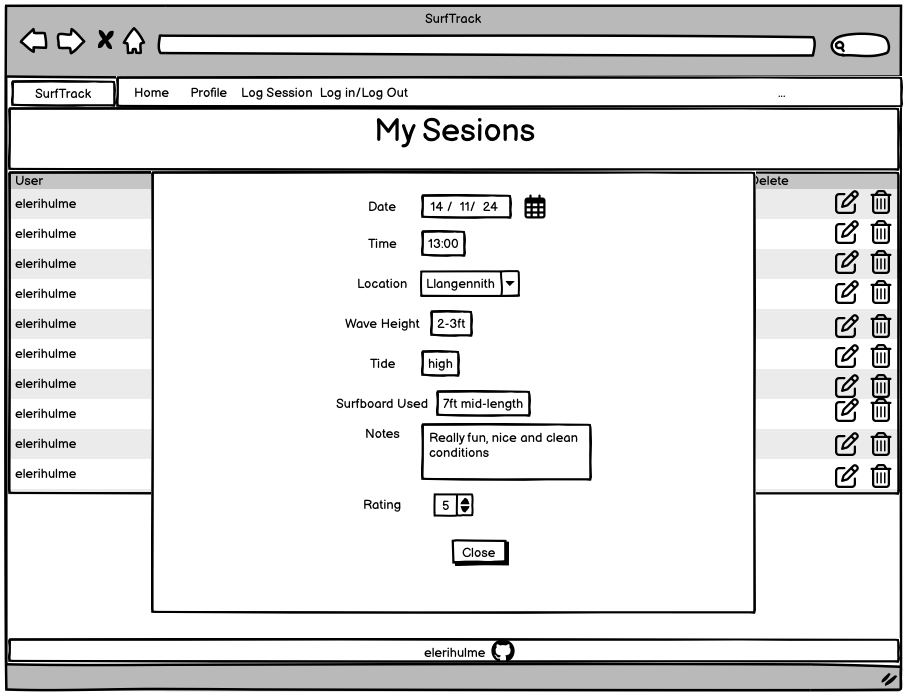 SurfTrack
SurfTrack Home Profile Log Session Log in/Log Out ...
My Sesions
User Delete
elerihulme
elerihulme
elerihulme
elerihulme
elerihulme
elerihulme
elerihulme
elerihulme
elerihulme
elerihulme
Date 14 / 11/ 24
Time 13:00
Location Llangennith
Wave Height 2-3ft
Tide high
Surfboard Used 7ft mid-length
Notes Really fun, nice and clean
conditions
Rating 5
Close
elerihulme